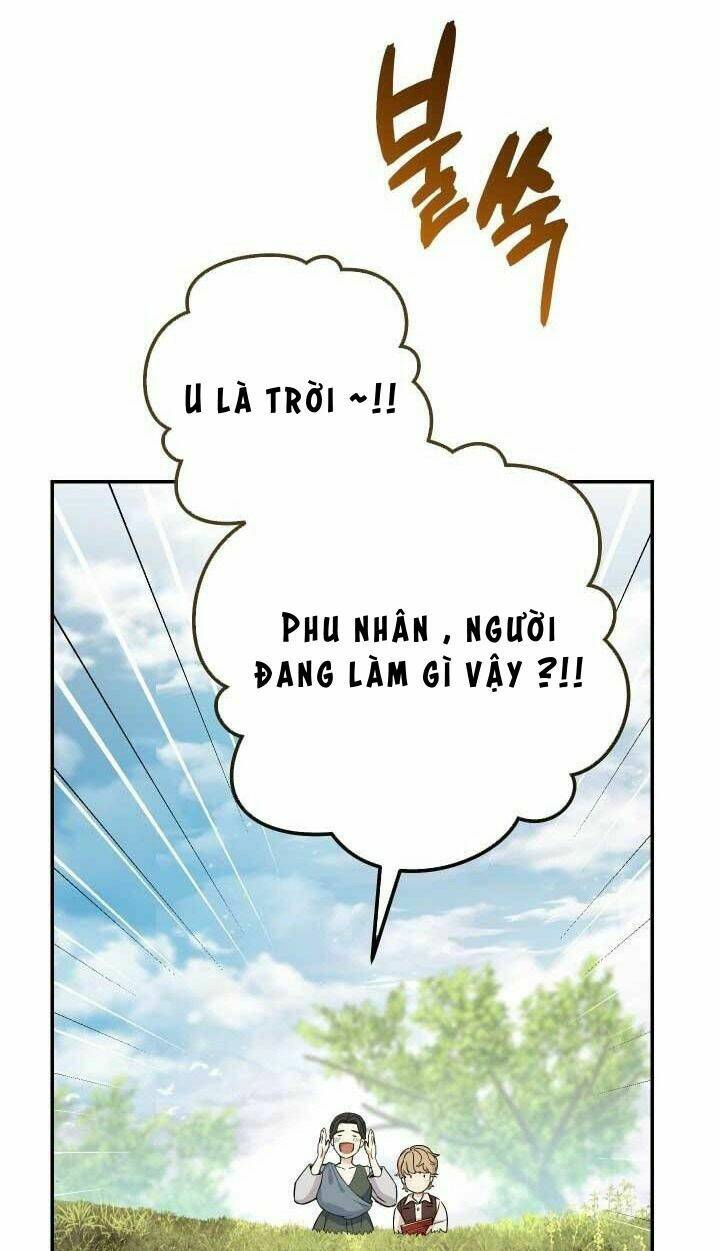 불쑥
U là trời ~!!
Phu nhân , người
đang làm gì vậy ?!!